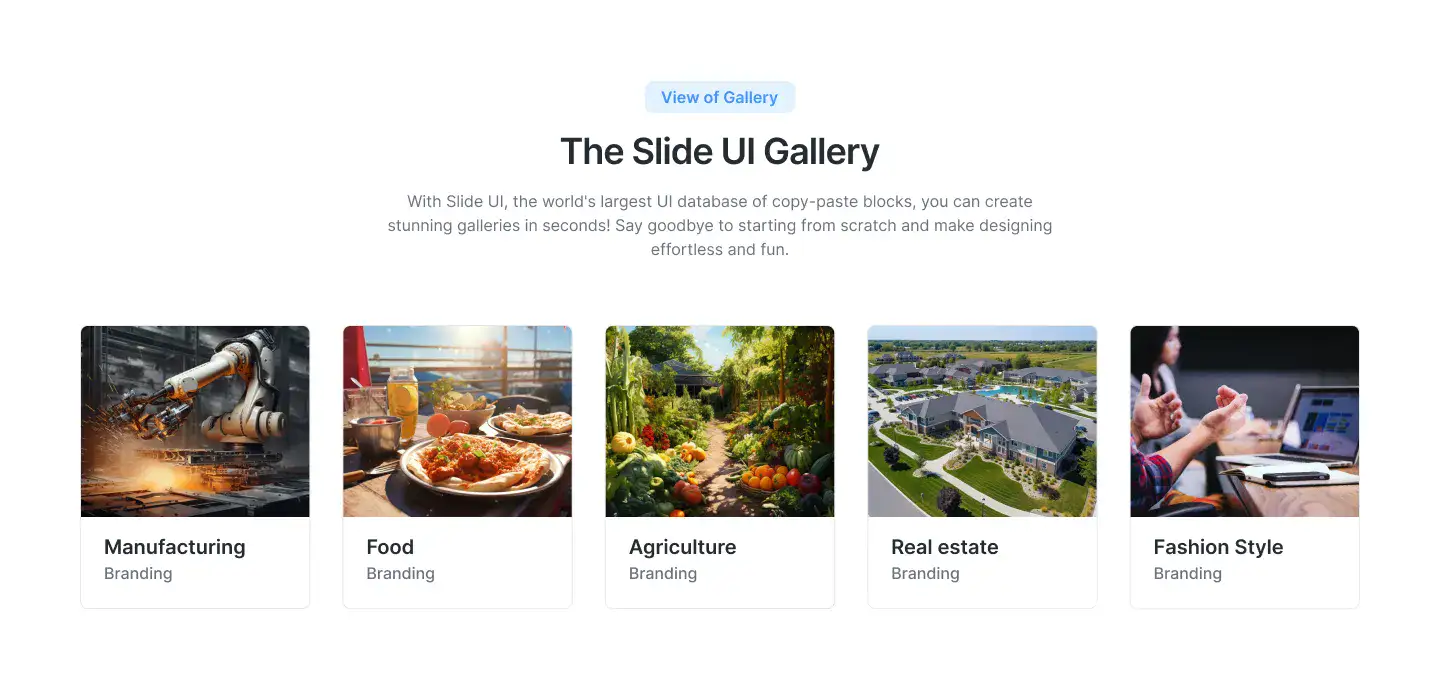 View of Gallery
The Slide UI Gallery
With Slide UI, the world's largest UI database of copy-paste blocks, you can create
stunning galleries in seconds! Say goodbye to starting from scratch and make designing
effortless and fun.
Manufacturing
Branding
Food
Branding
Agriculture
Branding
Real estate
Branding
Fashion Style
Branding